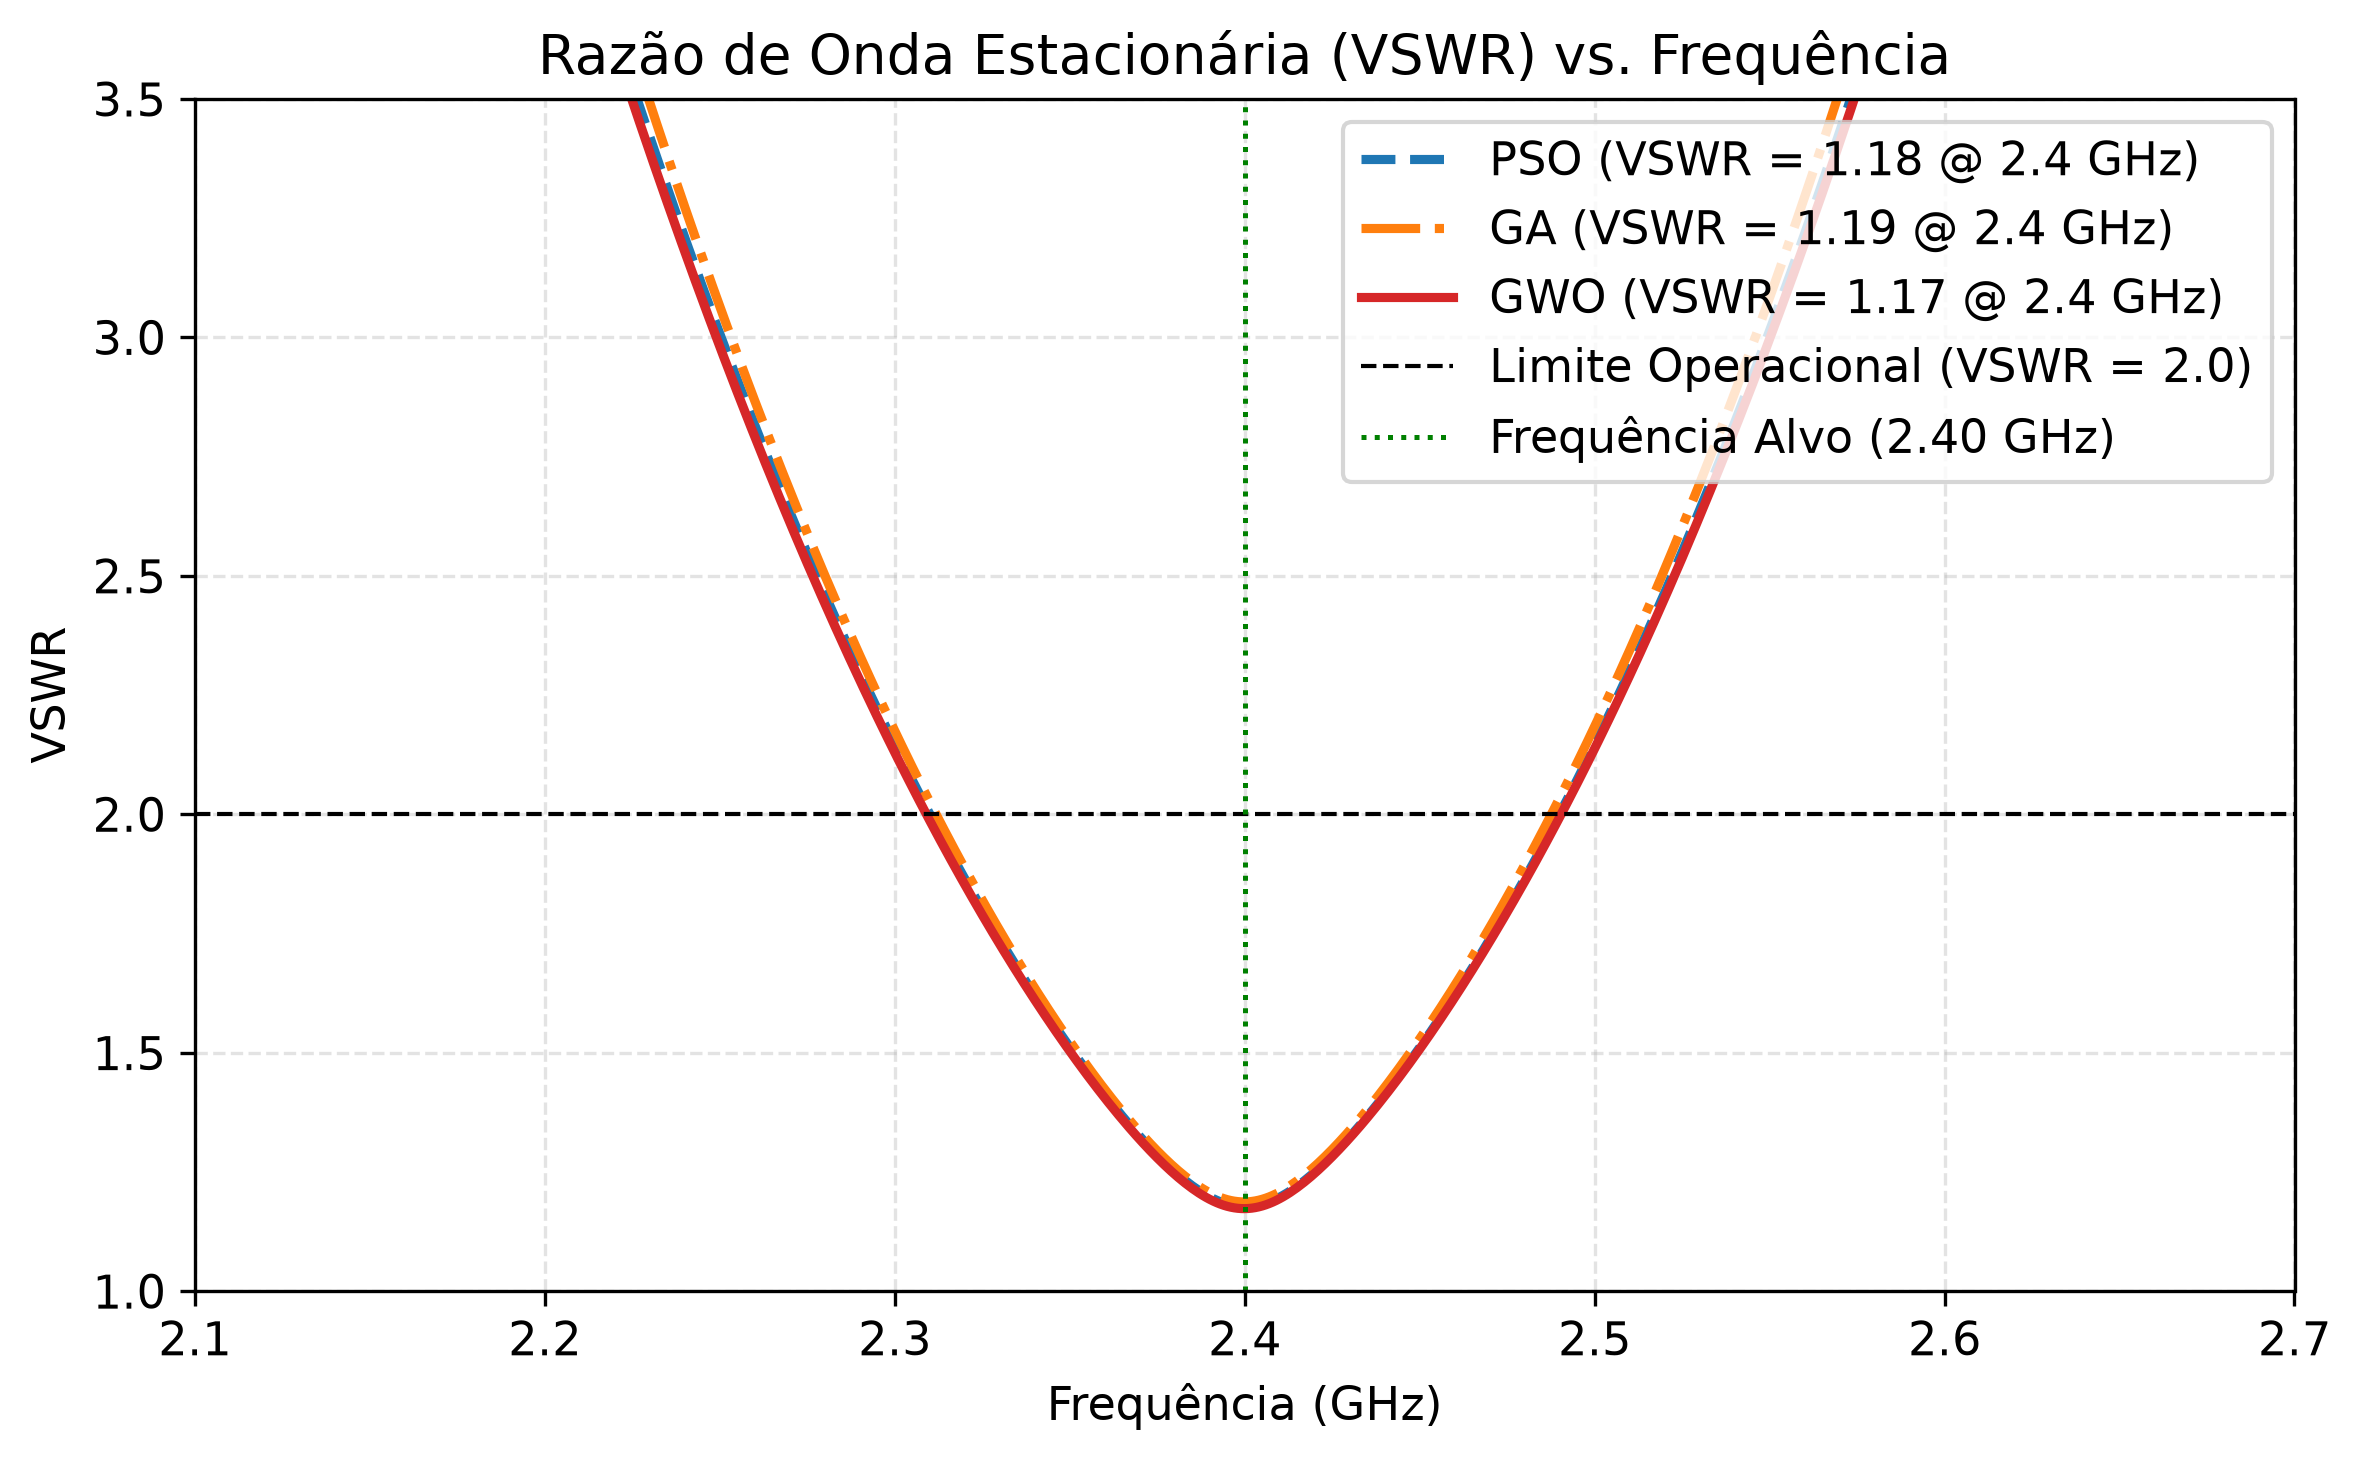 Razão de Onda Estacionária (VSWR) vs. Frequência
3.5
3.0
2.5
2.0
1.5
1.0
VSWR
PSO (VSWR = 1.18 @ 2.4 GHz)
GA (VSWR = 1.19 @ 2.4 GHz)
GWO (VSWR = 1.17 @ 2.4 GHz)
Limite Operacional (VSWR = 2.0)
Frequência Alvo (2.40 GHz)
2.1 2.2 2.3 2.4 2.5 2.6 2.7
Frequência (GHz)